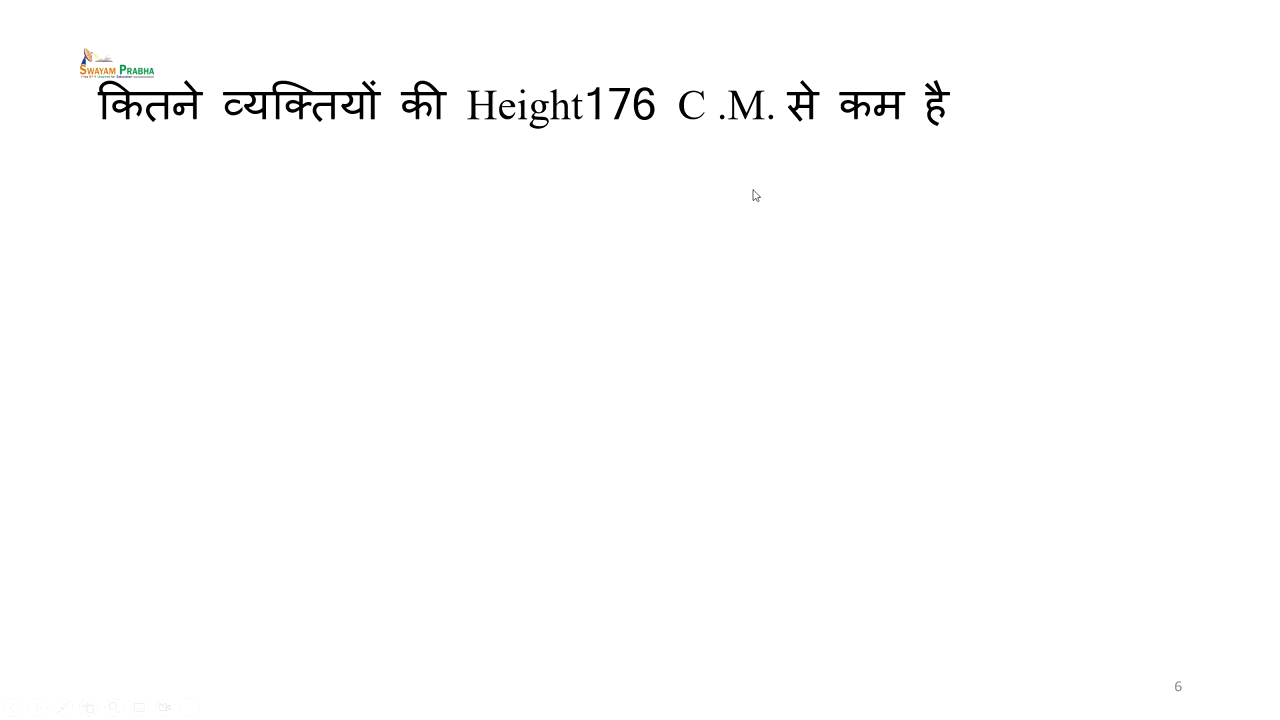 SWAYAM PRABHA
कितने व्यक्तियों की Height176 C .M. से कम है
6